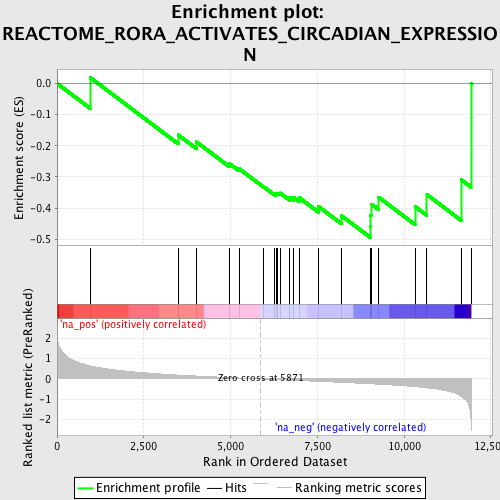 Enrichment plot:
REACTOME_RORA_ACTIVATES_CIRCADIAN_EXPRESSIO
N
Enrichment score (ES)
0.0
-0.1
-0.2
-0.3
-0.4
-0.5
'na_pos' (positively correlated)
Ranked list metric (PreRanked)
2
1
0
-1
-2
Zero cross at 5871
'na_neg' (negatively correlated)
0
2,500
5,000
7,500
10,000
12,500
Rank in Ordered Dataset
Enrichment profile
Hits
Ranking metric scores